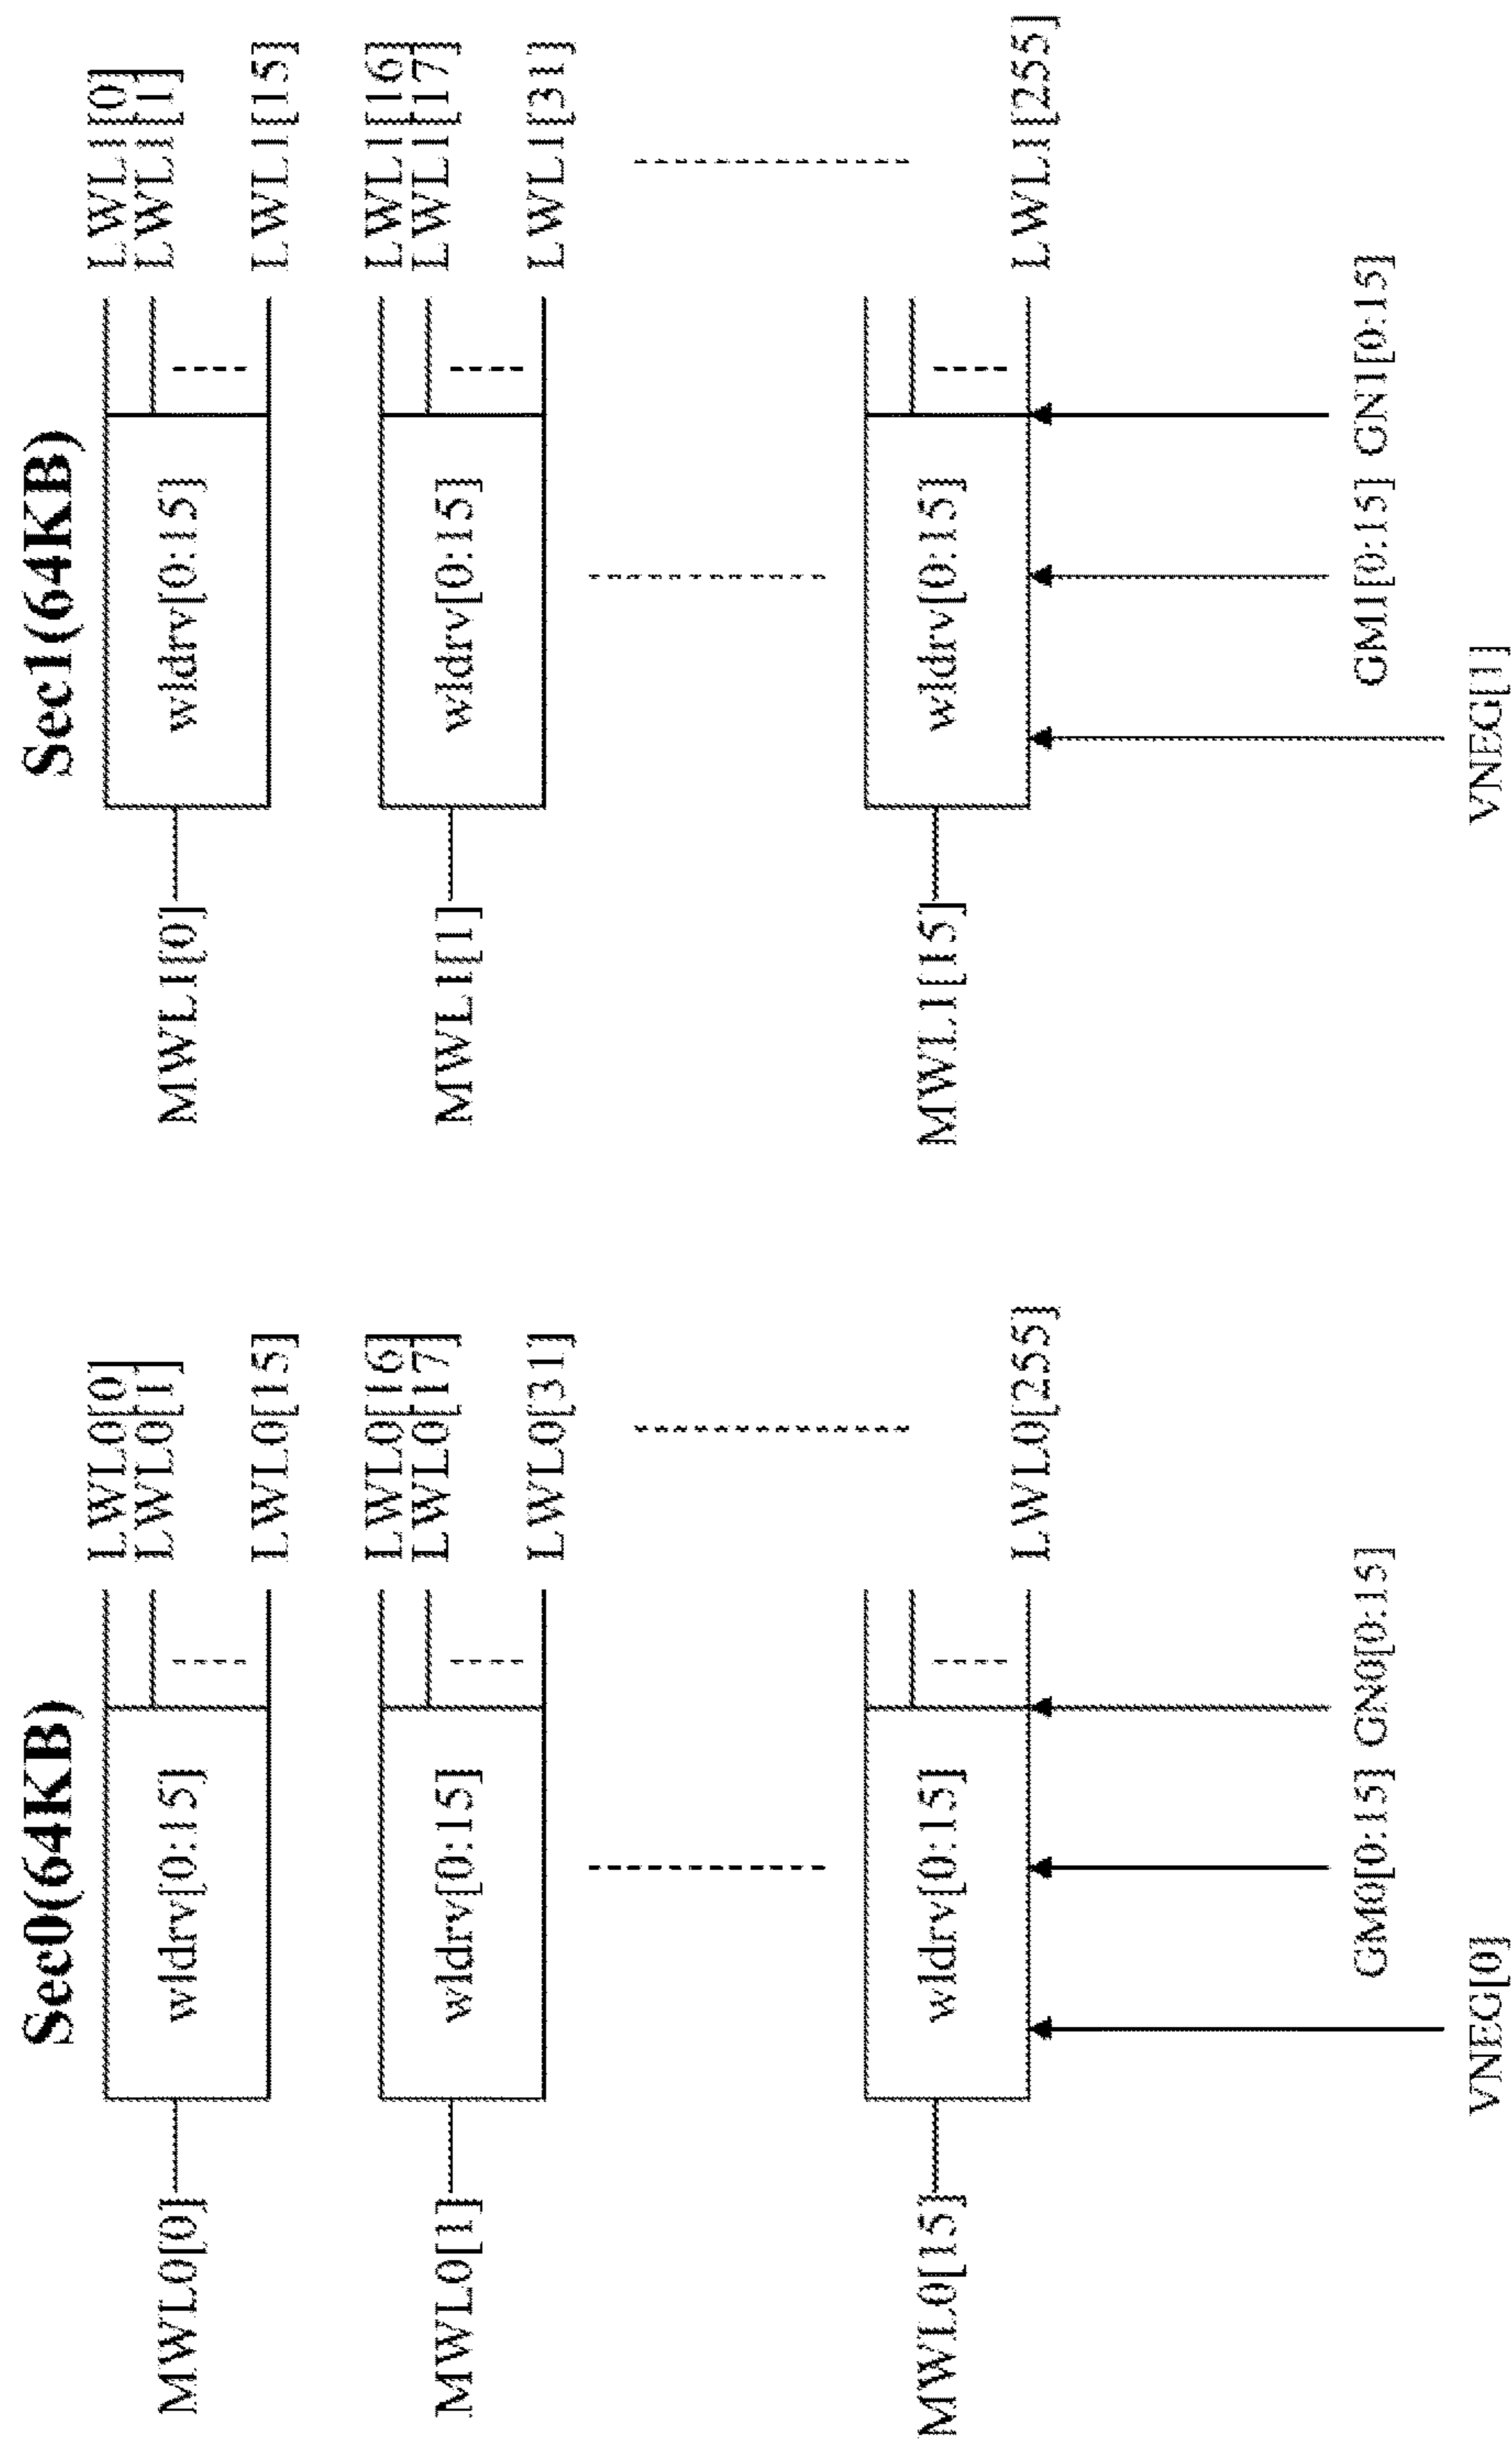 Sec0(64KB)
MWL0[0]
wldrv[0:15]
LWL0[0]
LWL0[1]
LWL0[15]
MWL0[1]
wldrv[0:15]
LWL0[16]
LWL0[17]
LWL0[31]
MWL0[15]
wldrv[0:15]
LWL0[255]
GM0[0:15] GN0[0:15]
VNEG[0]
Sec1(64KB)
MWL1[0]
wldrv[0:15]
LWL1[0]
LWL1[1]
LWL1[15]
MWL1[1]
wldrv[0:15]
LWL1[16]
LWL1[17]
LWL1[31]
MWL1[15]
wldrv[0:15]
LWL1[255]
GM1[0:15] GN1[0:15]
VNEG[1]